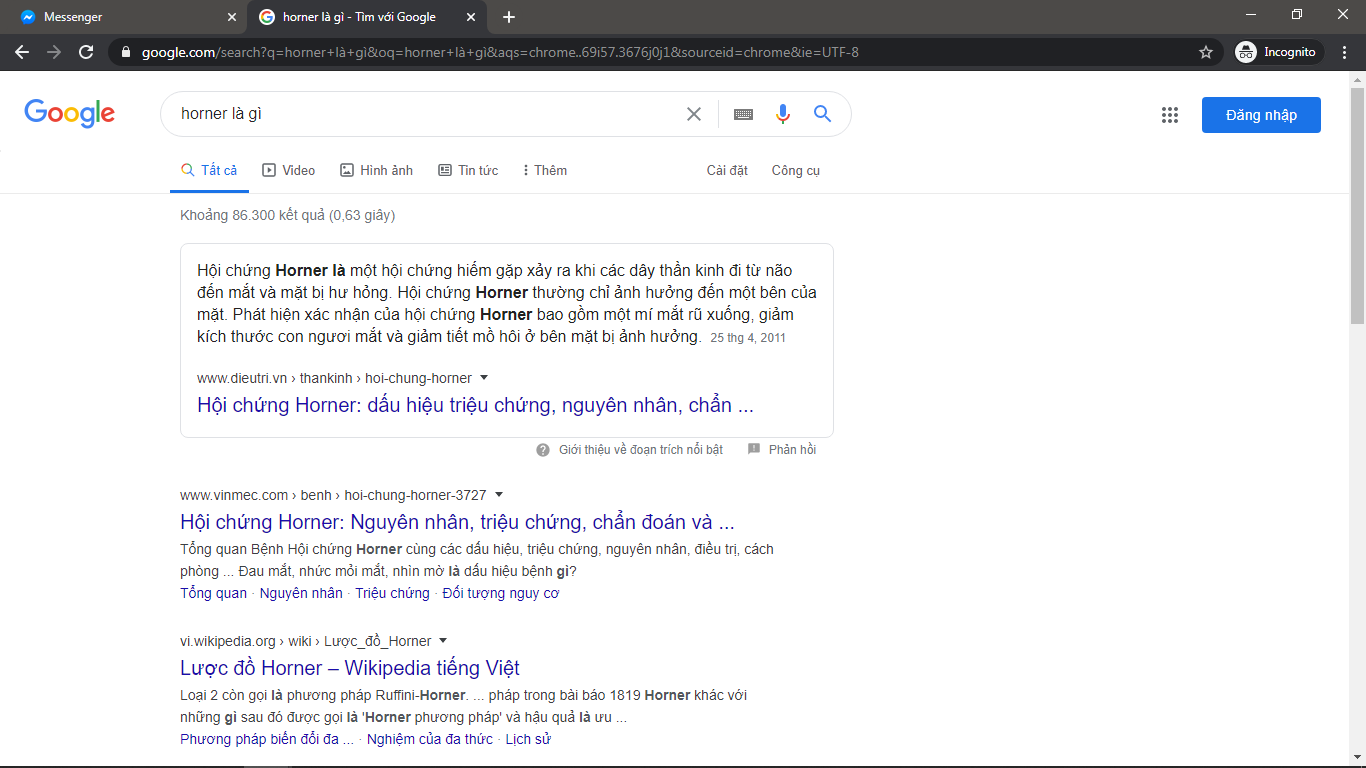 Messenger
horner là gì - Tìm với Google
google.com/search?q=horner+là+gì&oq=horner+là+gì&aqs=chrome..69i57.3676j0j1&sourceid=chrome&ie=UTF-8
Incognito
Google
horner là gì
Đăng nhập
Tất cả Video Hình ảnh Tin tức Thêm Cài đặt Công cụ
Khoảng 86.300 kết quả (0,63 giây)
Hội chứng Horner là một hội chứng hiếm gặp xảy ra khi các dây thần kinh đi từ não
đến mắt và mặt bị hư hỏng. Hội chứng Horner thường chỉ ảnh hưởng đến một bên của
mặt. Phát hiện xác nhận của hội chứng Horner bao gồm một mí mắt rũ xuống, giảm
kích thước con ngươi mắt và giảm tiết mồ hôi ở bên mặt bị ảnh hưởng. 25 thg 4, 2011
www.dieutri.vn › thankinh › hoi-chung-horner
Hội chứng Horner: dấu hiệu triệu chứng, nguyên nhân, chẩn ...
Giới thiệu về đoạn trích nổi bật Phản hồi
www.vinmec.com › benh › hoi-chung-horner-3727
Hội chứng Horner: Nguyên nhân, triệu chứng, chẩn đoán và ...
Tổng quan Bệnh Hội chứng Horner cùng các dấu hiệu, triệu chứng, nguyên nhân, điều trị, cách
phòng ... Đau mắt, nhức mỏi mắt, nhìn mờ là dấu hiệu bệnh gì?
Tổng quan · Nguyên nhân · Triệu chứng · Đối tượng nguy cơ
vi.wikipedia.org › wiki › Lược_đồ_Horner
Lược đồ Horner – Wikipedia tiếng Việt
Loại 2 còn gọi là phương pháp Ruffini-Horner. ... pháp trong bài báo 1819 Horner khác với
những gì sau đó được gọi là 'Horner phương pháp' và hậu quả là ưu ...
Phương pháp biến đổi đa ... · Nghiệm của đa thức · Lịch sử